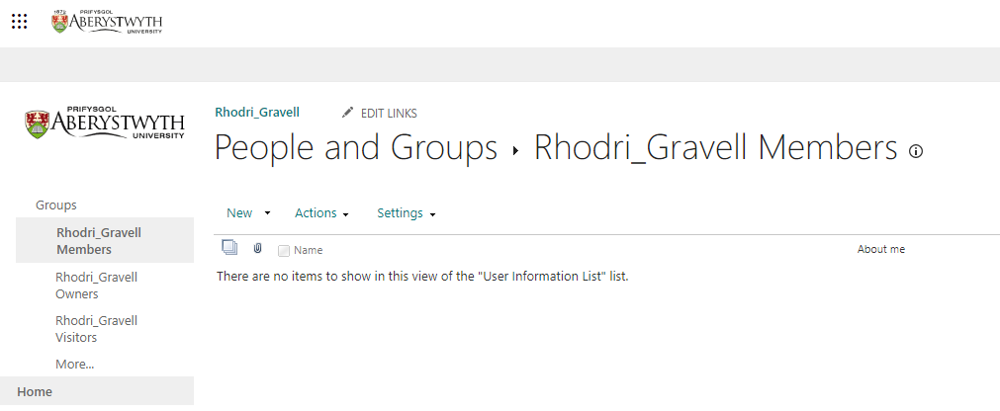 PRIFYSGOL
1872
ABERYSTWYTH
UNIVERSITY
PRIFYSGOL
ABERYSTWYTH
UNIVERSITY
Rhodri_Gravell EDIT LINKS
People and Groups ▸ Rhodri_Gravell Members
Groups
Rhodri_Gravell
Members
Rhodri_Gravell
Owners
Rhodri_Gravell
Visitors
More...
Home
New Actions Settings
Name About me
There are no items to show in this view of the "User Information List" list.